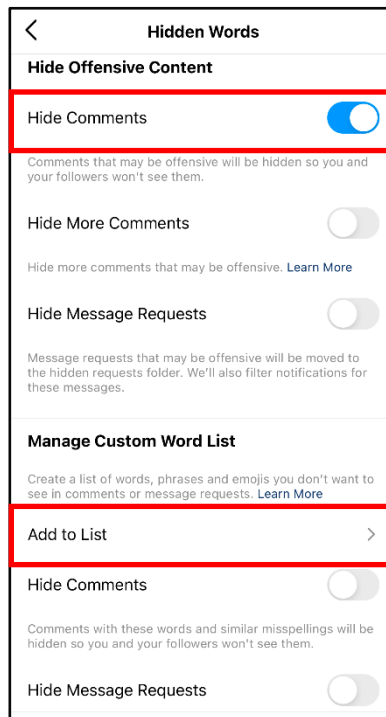 Hidden Words
Hide Offensive Content
Hide Comments
Comments that may be offensive will be hidden so you and
your followers won't see them.
Hide More Comments
Hide more comments that may be offensive. Learn More
Hide Message Requests
Message requests that may be offensive will be moved to
the hidden requests folder. We'll also filter notifications for
these messages.
Manage Custom Word List
Create a list of words, phrases and emojis you don't want to
see in comments or message requests. Learn More
Add to List
Hide Comments
Comments with these words and similar misspellings will be
hidden so you and your followers won't see them.
Hide Message Requests